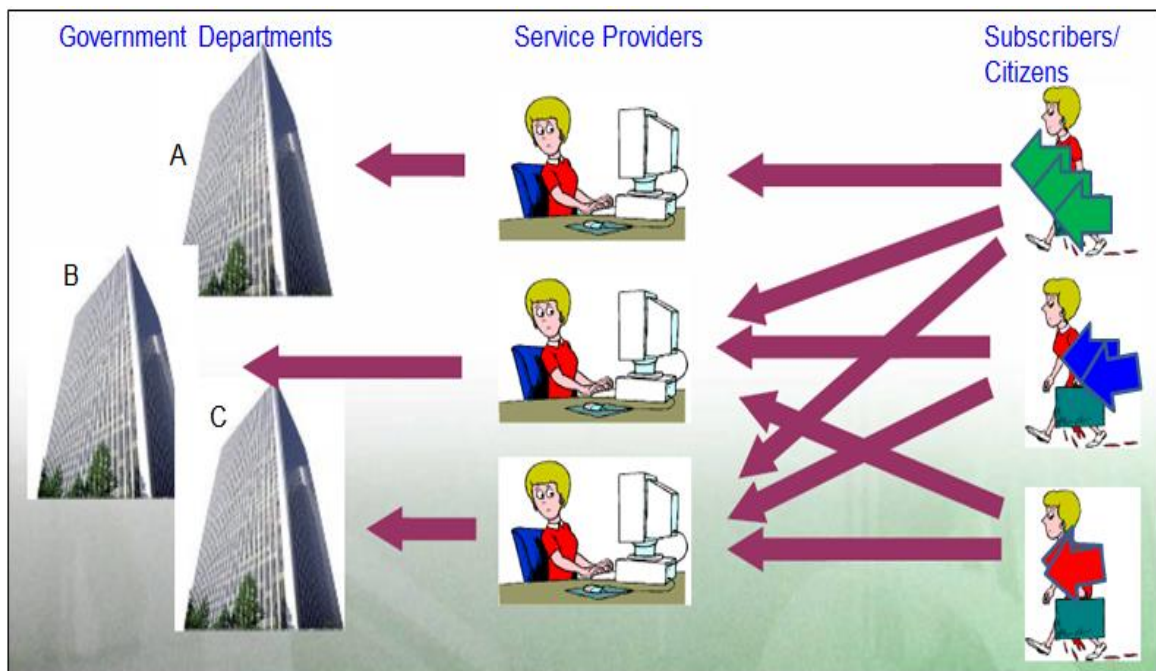 Government Departments
Service Providers
Subscribers/
Citizens
A
B
C